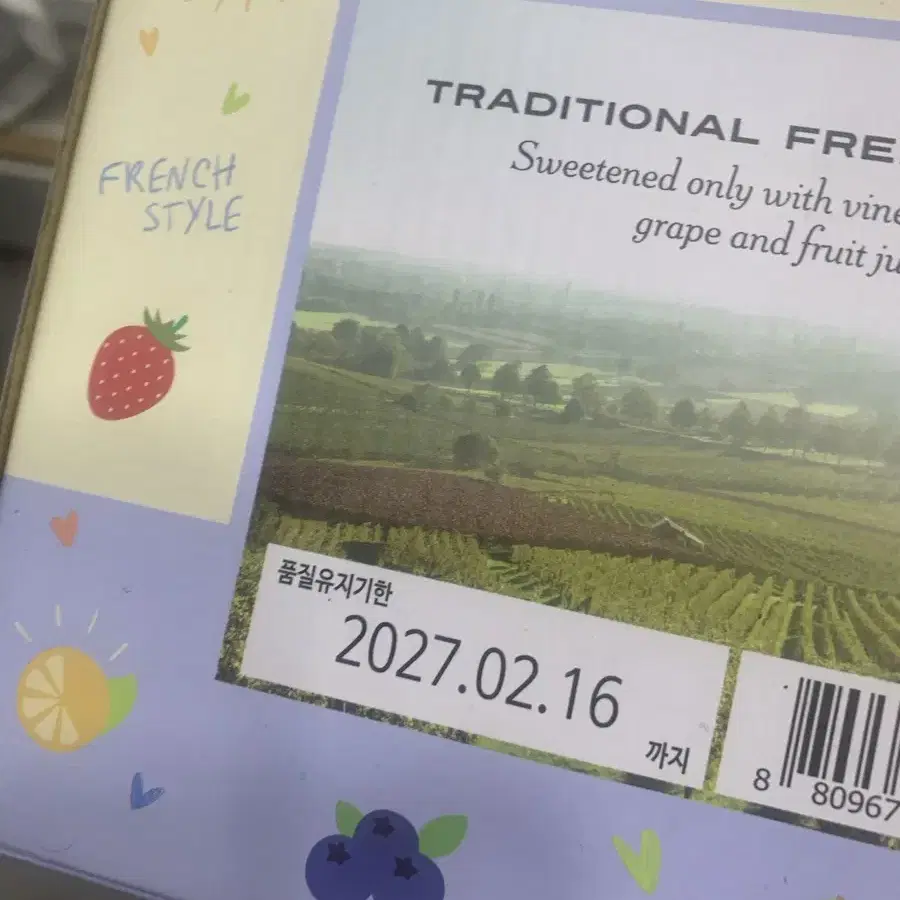 FRENCH
STYLE
TRADITIONAL FRE
Sweetened only with vine
grape and fruit ju
품질유지기한
2027.02.16
까지
8 80967